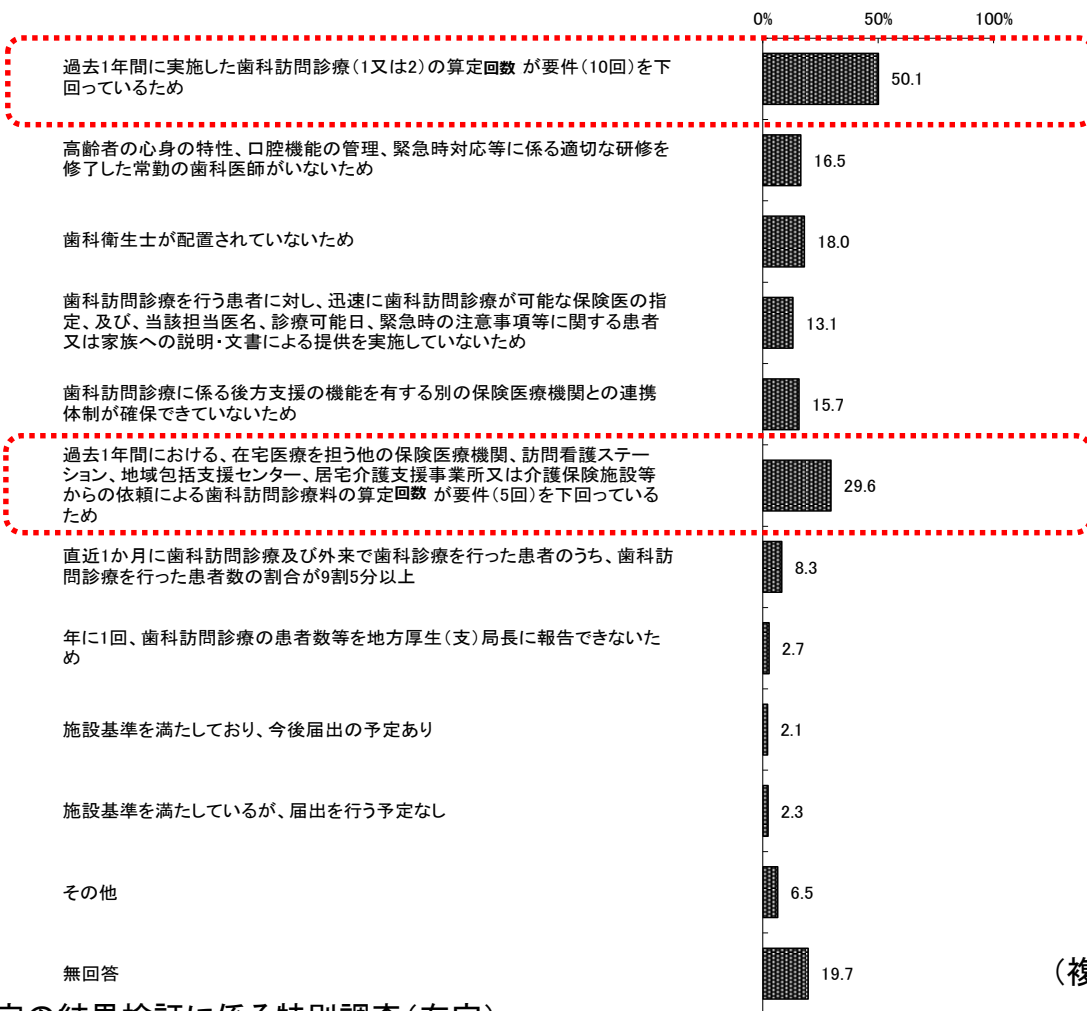 0% 50% 100%
過去1年間に実施した歯科訪問診療（1又は2）の算定回数 が要件（10回）を下
回っているため
50.1
高齢者の心身の特性、口腔機能の管理、緊急時対応等に係る適切な研修を
修了した常勤の歯科医師がいないため
16.5
歯科衛生士が配置されていないため
18.0
歯科訪問診療を行う患者に対し、迅速に歯科訪問診療が可能な保険医の指
定、及び、当該担当医名、診療可能日、緊急時の注意事項等に関する患者
又は家族への説明・文書による提供を実施していないため
13.1
歯科訪問診療に係る後方支援の機能を有する別の保険医療機関との連携
体制が確保できていないため
15.7
過去1年間における、在宅医療を担う他の保険医療機関、訪問看護ステー
ション、地域包括支援センター、居宅介護支援事業所又は介護保険施設等
からの依頼による歯科訪問診療料の算定回数 が要件（5回）を下回っている
ため
29.6
直近1か月に歯科訪問診療及び外来で歯科診療を行った患者のうち、歯科訪
問診療を行った患者数の割合が9割5分以上
8.3
年に1回、歯科訪問診療の患者数等を地方厚生（支）局長に報告できないた
め
2.7
施設基準を満たしており、今後届出の予定あり
2.1
施設基準を満たしているが、届出を行う予定なし
2.3
その他
6.5
無回答
19.7
（複
の結果検証に係る特別調査（在宅）